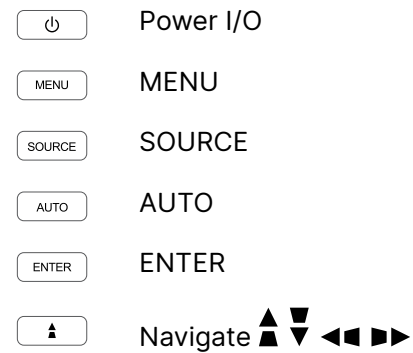 Power I/O
MENU MENU
SOURCE SOURCE
AUTO AUTO
ENTER ENTER
Navigate